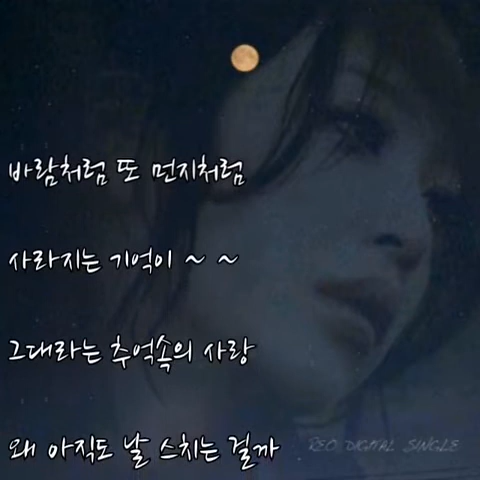 바람처럼 또 먼지처럼
사라지는 기억이 ~ ~
그대라는 추억속의 사랑
왜 아직도 날 스치는 걸까
REO DIGITAL SINGLE